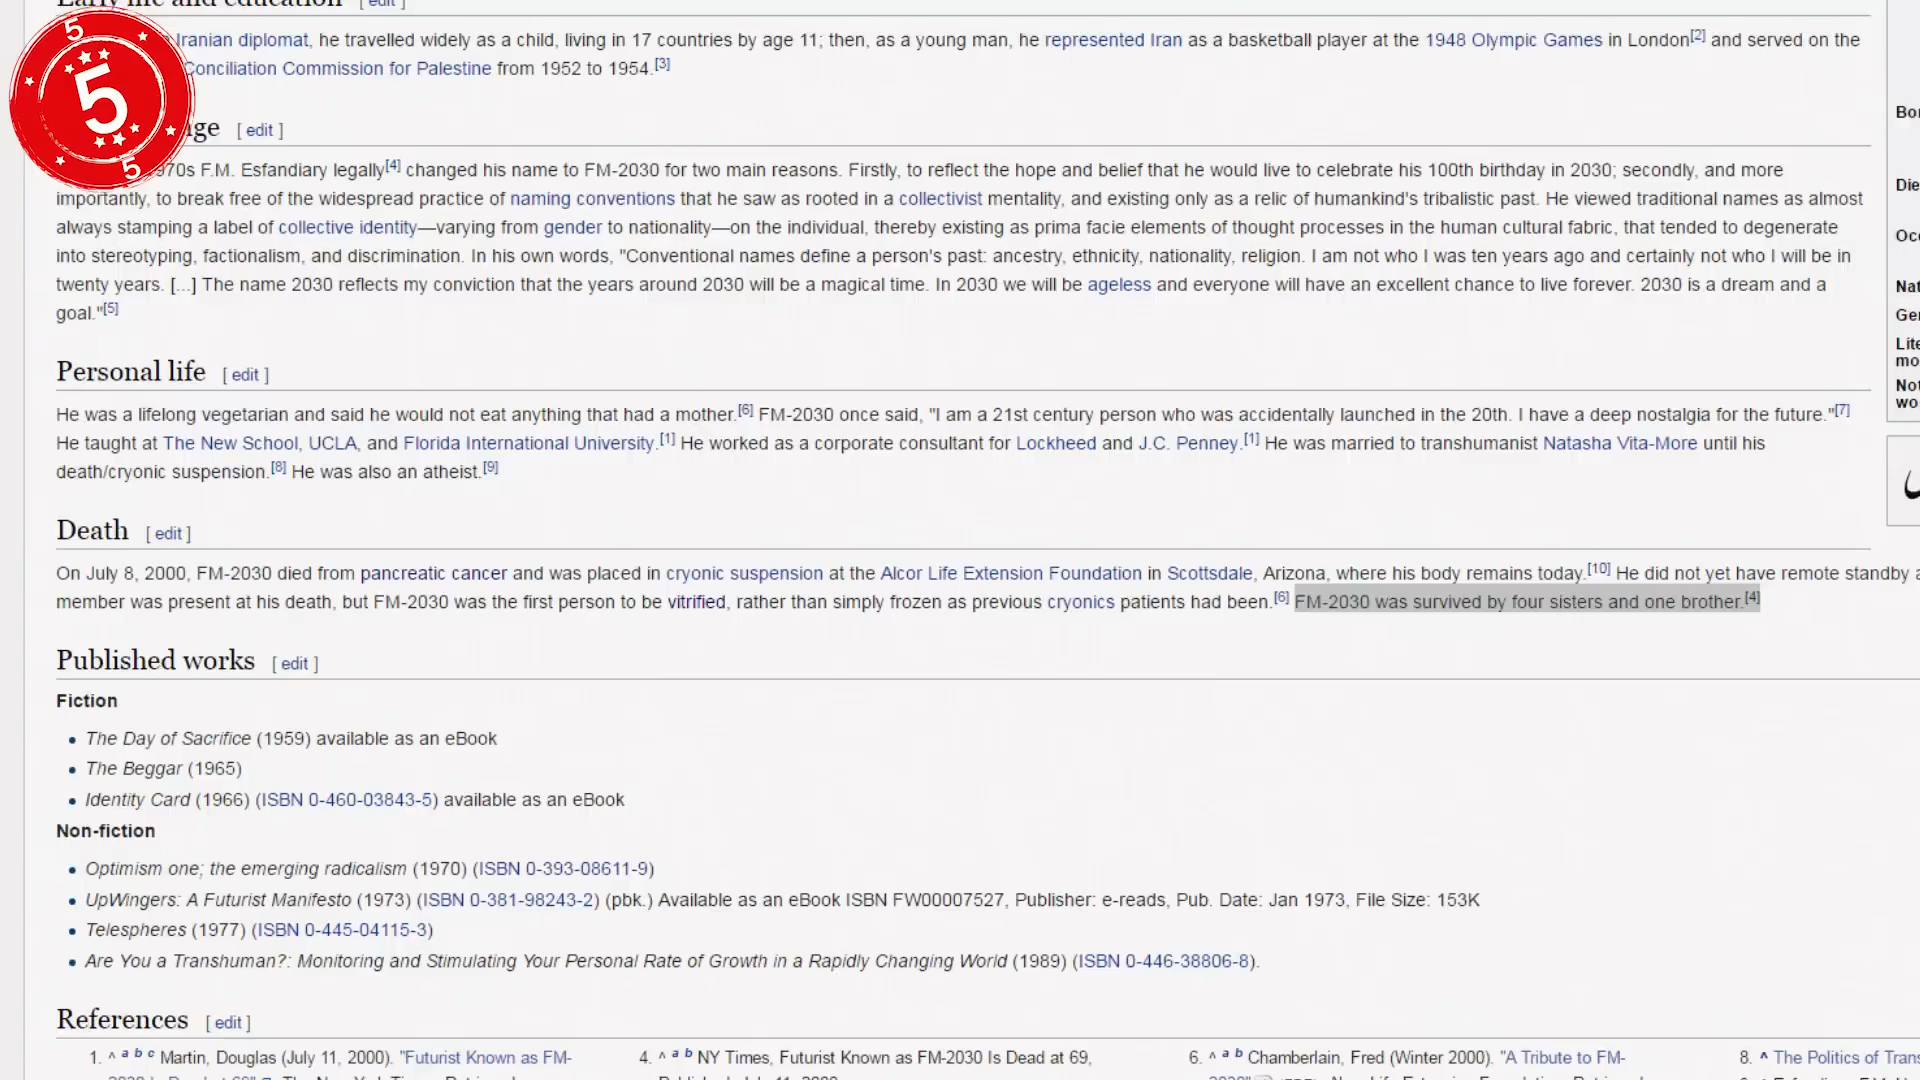 Early life and education [ edit ]
Iranian diplomat, he travelled widely as a child, living in 17 countries by age 11; then, as a young man, he represented Iran as a basketball player at the 1948 Olympic Games in London[2] and served on the
Conciliation Commission for Palestine from 1952 to 1954.[3]
5
5
5
nge [ edit ]
970s F.M. Esfandiary legally[4] changed his name to FM-2030 for two main reasons. Firstly, to reflect the hope and belief that he would live to celebrate his 100th birthday in 2030; secondly, and more
importantly, to break free of the widespread practice of naming conventions that he saw as rooted in a collectivist mentality, and existing only as a relic of humankind's tribalistic past. He viewed traditional names as almost
always stamping a label of collective identity—varying from gender to nationality—on the individual, thereby existing as prima facie elements of thought processes in the human cultural fabric, that tended to degenerate
into stereotyping, factionalism, and discrimination. In his own words, "Conventional names define a person's past: ancestry, ethnicity, nationality, religion. I am not who I was ten years ago and certainly not who I will be in
twenty years. [...] The name 2030 reflects my conviction that the years around 2030 will be a magical time. In 2030 we will be ageless and everyone will have an excellent chance to live forever. 2030 is a dream and a
goal."[5]
Personal life [ edit ]
He was a lifelong vegetarian and said he would not eat anything that had a mother.[6] FM-2030 once said, "I am a 21st century person who was accidentally launched in the 20th. I have a deep nostalgia for the future."[7]
He taught at The New School, UCLA, and Florida International University.[1] He worked as a corporate consultant for Lockheed and J.C. Penney.[1] He was married to transhumanist Natasha Vita-More until his
death/cryonic suspension.[8] He was also an atheist.[9]
Death [ edit ]
On July 8, 2000, FM-2030 died from pancreatic cancer and was placed in cryonic suspension at the Alcor Life Extension Foundation in Scottsdale, Arizona, where his body remains today.[10] He did not yet have remote standby
member was present at his death, but FM-2030 was the first person to be vitrified, rather than simply frozen as previous cryonics patients had been.[6] FM-2030 was survived by four sisters and one brother.[4]
Published works [ edit ]
Fiction
• The Day of Sacrifice (1959) available as an eBook
• The Beggar (1965)
• Identity Card (1966) (ISBN 0-460-03843-5) available as an eBook
Non-fiction
• Optimism one; the emerging radicalism (1970) (ISBN 0-393-08611-9)
• UpWingers: A Futurist Manifesto (1973) (ISBN 0-381-98243-2) (pbk.) Available as an eBook ISBN FW00007527, Publisher: e-reads, Pub. Date: Jan 1973, File Size: 153K
• Telespheres (1977) (ISBN 0-445-04115-3)
• Are You a Transhuman?: Monitoring and Stimulating Your Personal Rate of Growth in a Rapidly Changing World (1989) (ISBN 0-446-38806-8).
References [ edit ]
1. ^ a b c Martin, Douglas (July 11, 2000). "Futurist Known as FM-
4. ^ a b NY Times, Futurist Known as FM-2030 Is Dead at 69,
6. ^ a b Chamberlain, Fred (Winter 2000). "A Tribute to FM-
8. ^ The Politics of Trans
Bor
Die
Occ
Nat
Ger
Lite
mo
Not
wo